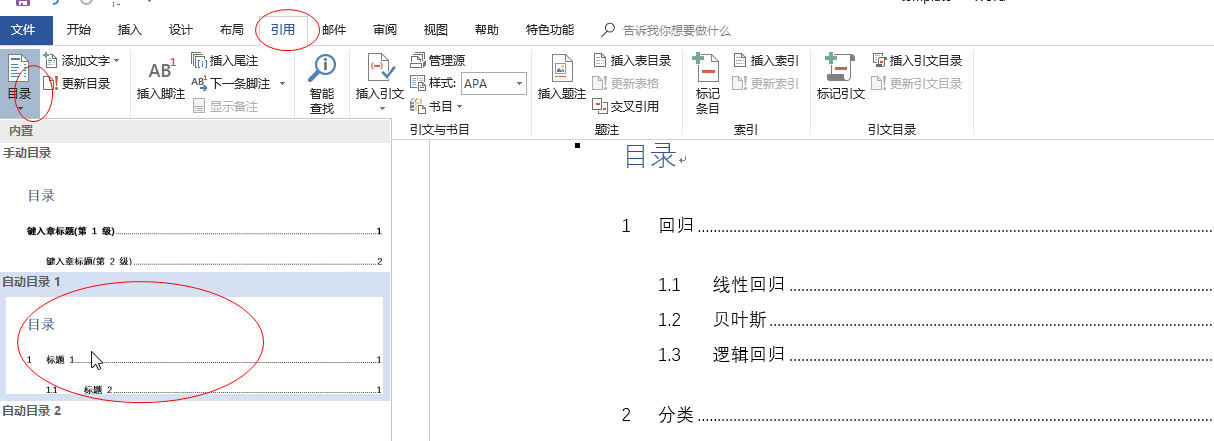 文件 开始 插入 设计 布局 引用 邮件 审阅 视图 帮助 特色功能 告诉我你想要做什么
目录
添加文字
更新目录
AB1
插入脚注
插入尾注
AB1 下一条脚注
显示备注
智能
查找
插入引文
管理源
样式: APA
书目
引文与书目
插入题注
插入表目录
更新表格
交叉引用
题注
标记
条目
插入索引
更新索引
索引
标记引文
插入引文目录
更新引文目录
引文目录
内置
手动目录
目录
键入章标题(第 1 级)........1
键入章标题(第 2 级)........2
自动目录 1
目录
1 标题 1........1
1.1 标题 2........1
自动目录 2
目录
1 回归........
1.1 线性回归........
1.2 贝叶斯........
1.3 逻辑回归........
2 分类........